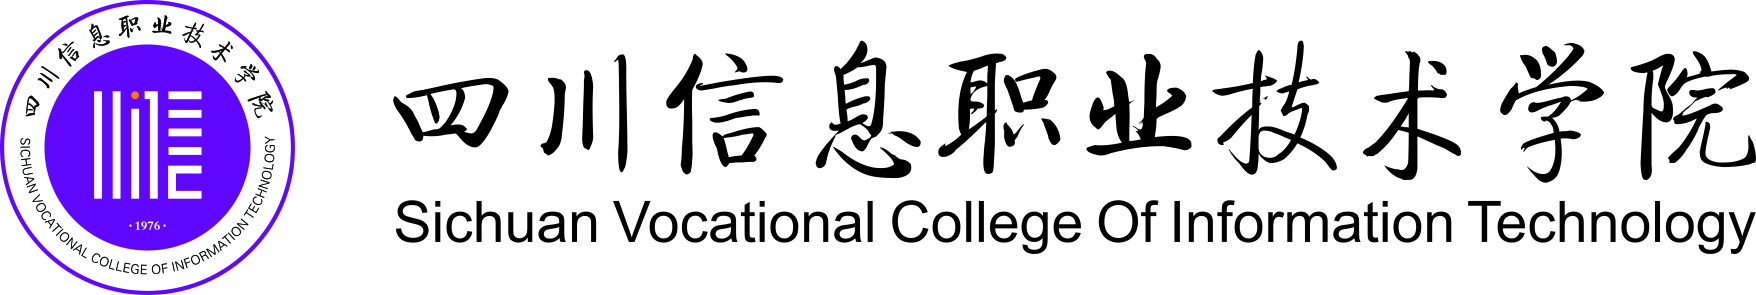 四川信息职业技术学院
SICHUAN VOCATIONAL COLLEGE OF INFORMATION TECHNOLOGY
·1976·
四川信息职业技术学院
Sichuan Vocational College Of Information Technology